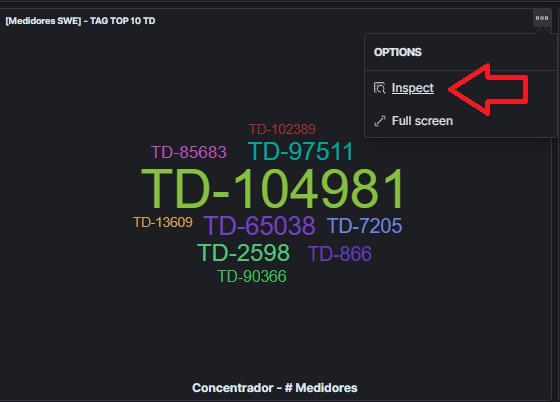 [Medidores SWE] - TAG TOP 10 TD
OPTIONS
Inspect
Full screen
TD-102389
TD-85683 TD-97511
TD-104981
TD-13609 TD-65038 TD-7205
TD-2598 TD-866
TD-90366
Concentrador - # Medidores